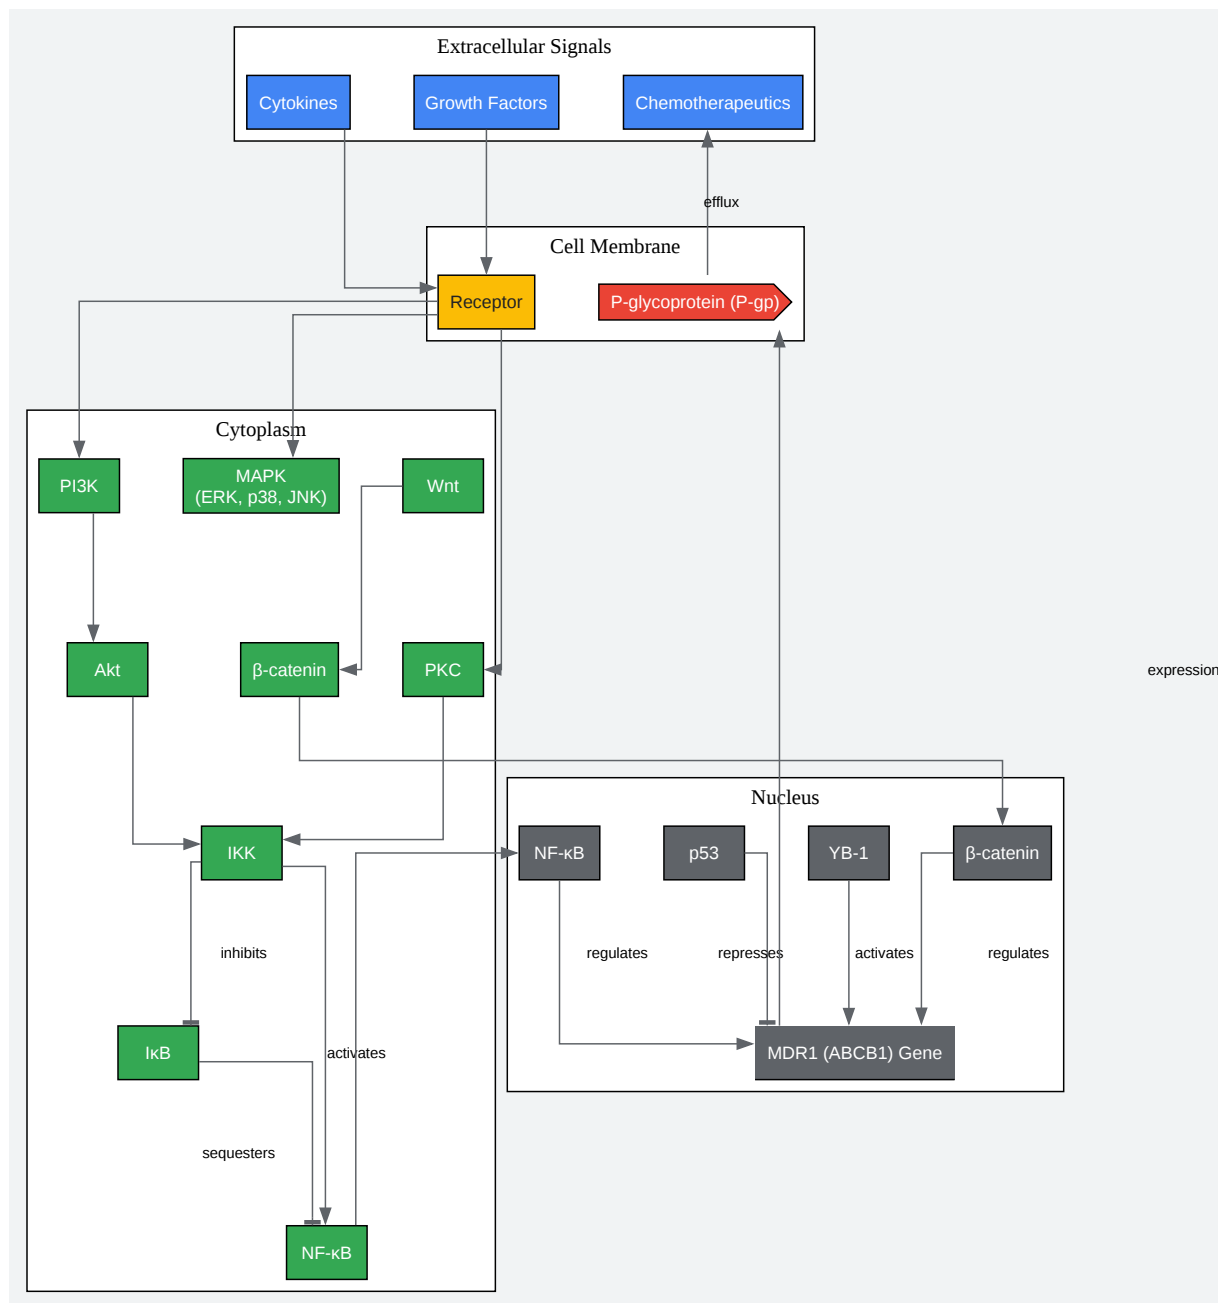 Extracellular Signals
Cytokines
Growth Factors
Chemotherapeutics
efflux
Cell Membrane
Receptor
P-glycoprotein (P-gp)
Cytoplasm
PI3K
MAPK
(ERK, p38, JNK)
Wnt
Akt
β-catenin
PKC
expression
Nucleus
IKK
NF-κB
p53
YB-1
β-catenin
inhibits
regulates
represses
activates
regulates
IκB
activates
MDR1 (ABCB1) Gene
sequesters
NF-κB